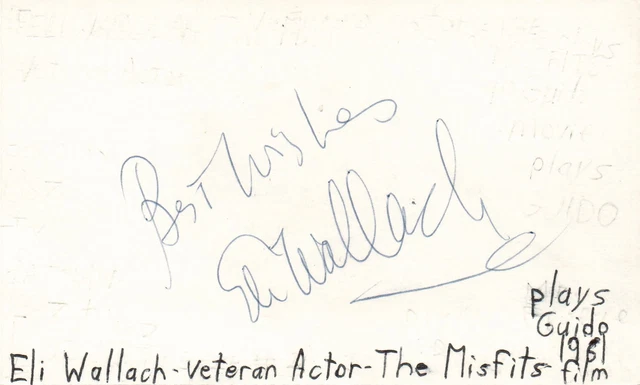 Best Wishes
Eli Wallach
plays
Guido
1961
Eli Wallach-veteran Actor-The Misfits film